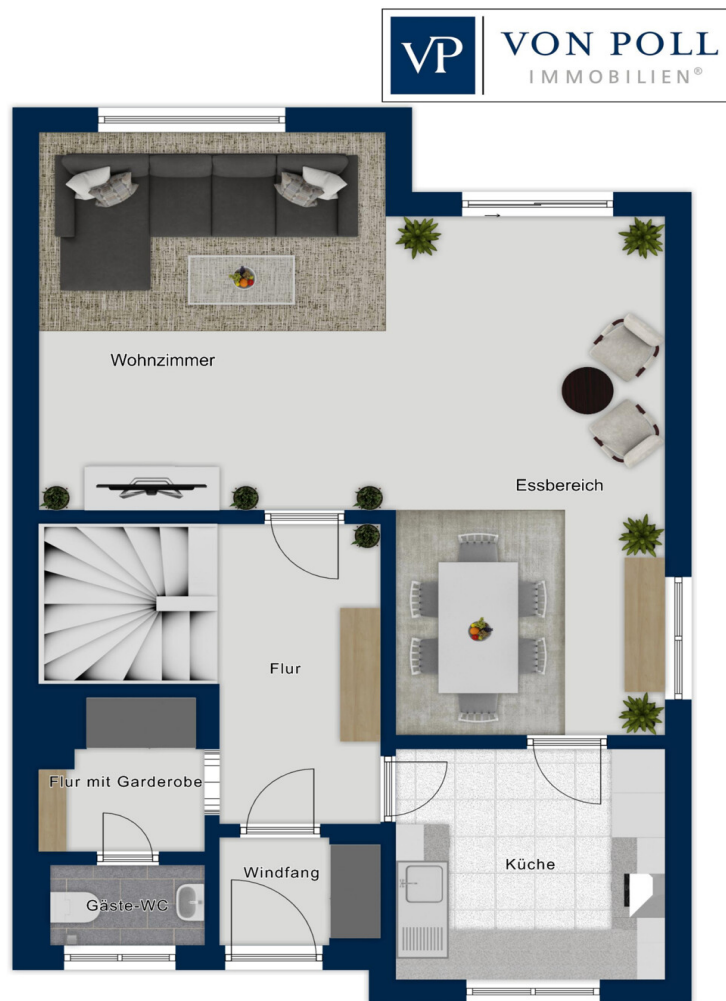 VP
VON POLL
IMMOBILIEN®
Wohnzimmer
Essbereich
Flur
Flur mit Garderobe
Windfang
Küche
Gäste-WC